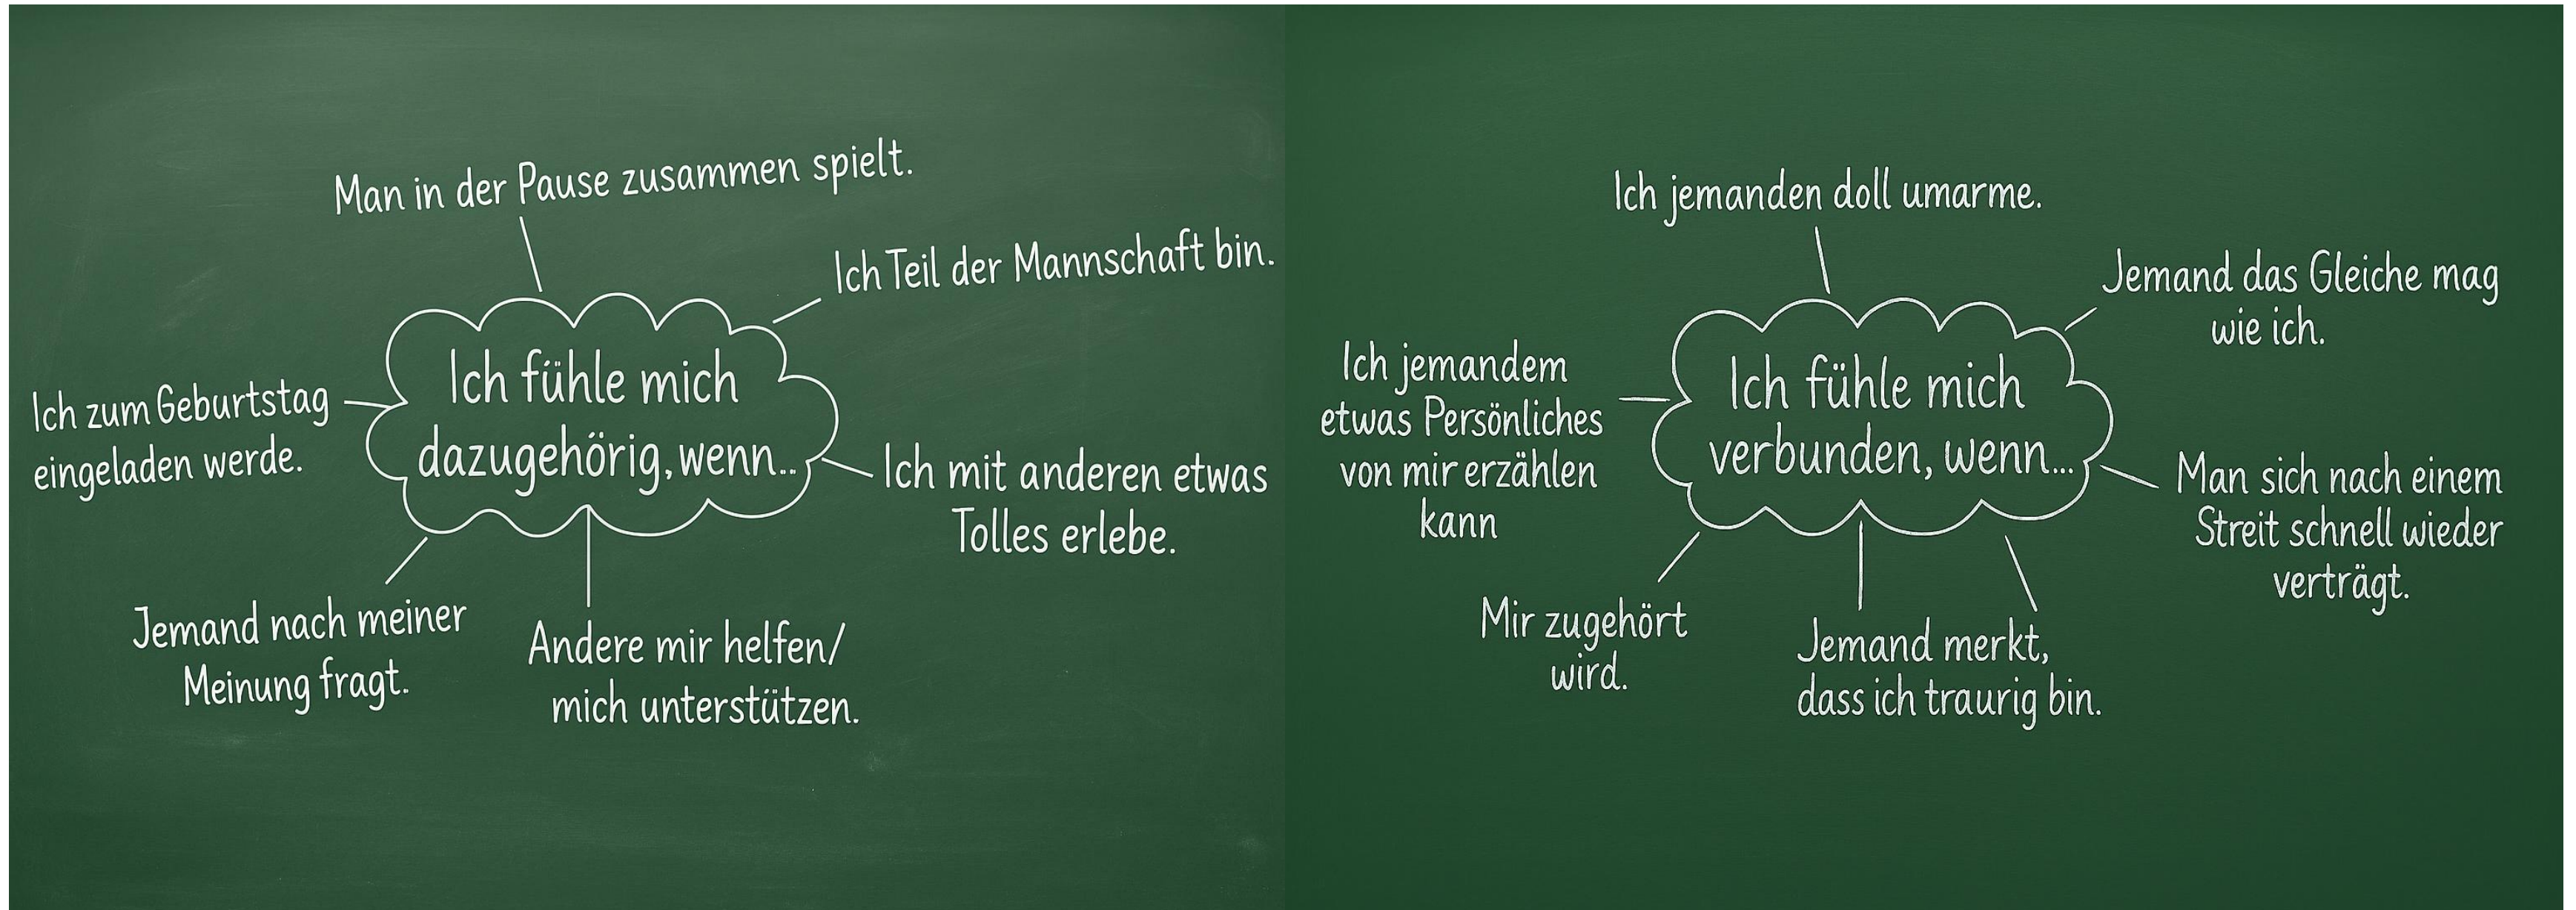 Man in der Pause zusammen spielt.
Ich Teil der Mannschaft bin.
Ich fühle mich
dazugehörig, wenn...
Ich zum Geburtstag
eingeladen werde.
Ich mit anderen etwas
Tolles erlebe.
Jemand nach meiner
Meinung fragt.
Andere mir helfen/
mich unterstützen.
Ich jemanden doll umarme.
Jemand das Gleiche mag
wie ich.
Ich jemandem
etwas Persönliches
von mir erzählen
kann
Ich fühle mich
verbunden, wenn...
Man sich nach einem
Streit schnell wieder
verträgt.
Mir zugehört
wird.
Jemand merkt,
dass ich traurig bin.